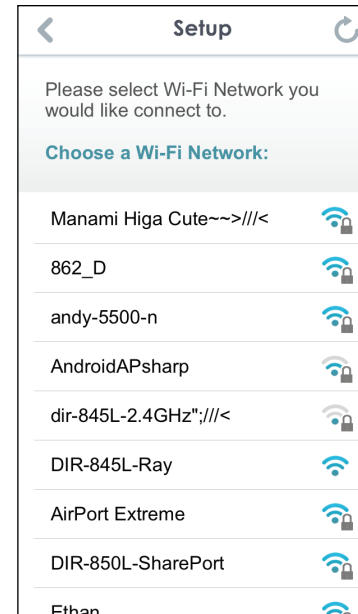 Setup
Please select Wi-Fi Network you
would like connect to.
Choose a Wi-Fi Network:
Manami Higa Cute~~>///<
862_D
andy-5500-n
AndroidAPsharp
dir-845L-2.4GHz";///<
DIR-845L-Ray
AirPort Extreme
DIR-850L-SharePort
Ethan